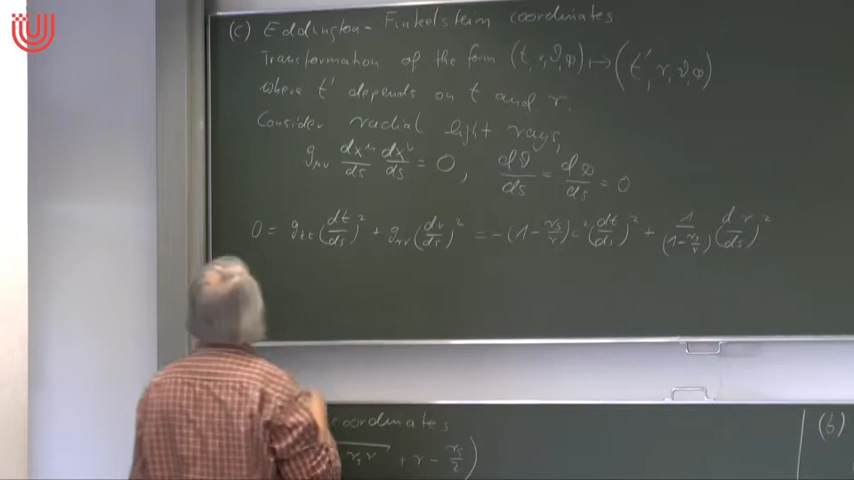 (c) Eddington-Finkelstein coordinates
Transformation of the form (t, r, ϑ, φ) ↦ (t', r, ϑ, φ)
where t' depends on t and r.
Consider radial light rays,
g_μν dx^μ/ds dx^ν/ds = 0, dϑ/ds = dφ/ds = 0
0 = g_tt (dt/ds)² + g_rr (dr/ds)² = -(1 - r_s/r) c² (dt/ds)² + 1/(1 - r_s/r) (dr/ds)²
coordinates
+ r - r_s/2)
(b)